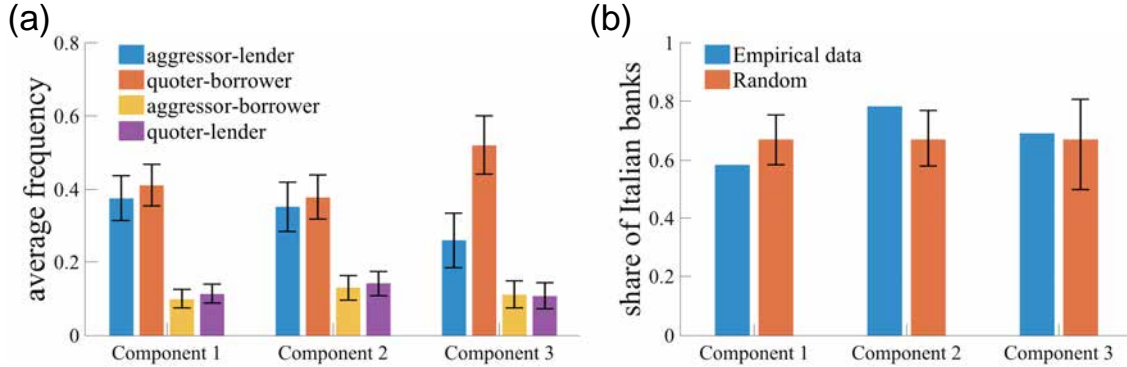 (a)
average frequency
0.8
0.6
0.4
0.2
0
aggressor-lender
quoter-borrower
aggressor-borrower
quoter-lender
Component 1 Component 2 Component 3
(b)
share of Italian banks
1
0.8
0.6
0.4
0.2
0
Empirical data
Random
Component 1 Component 2 Component 3